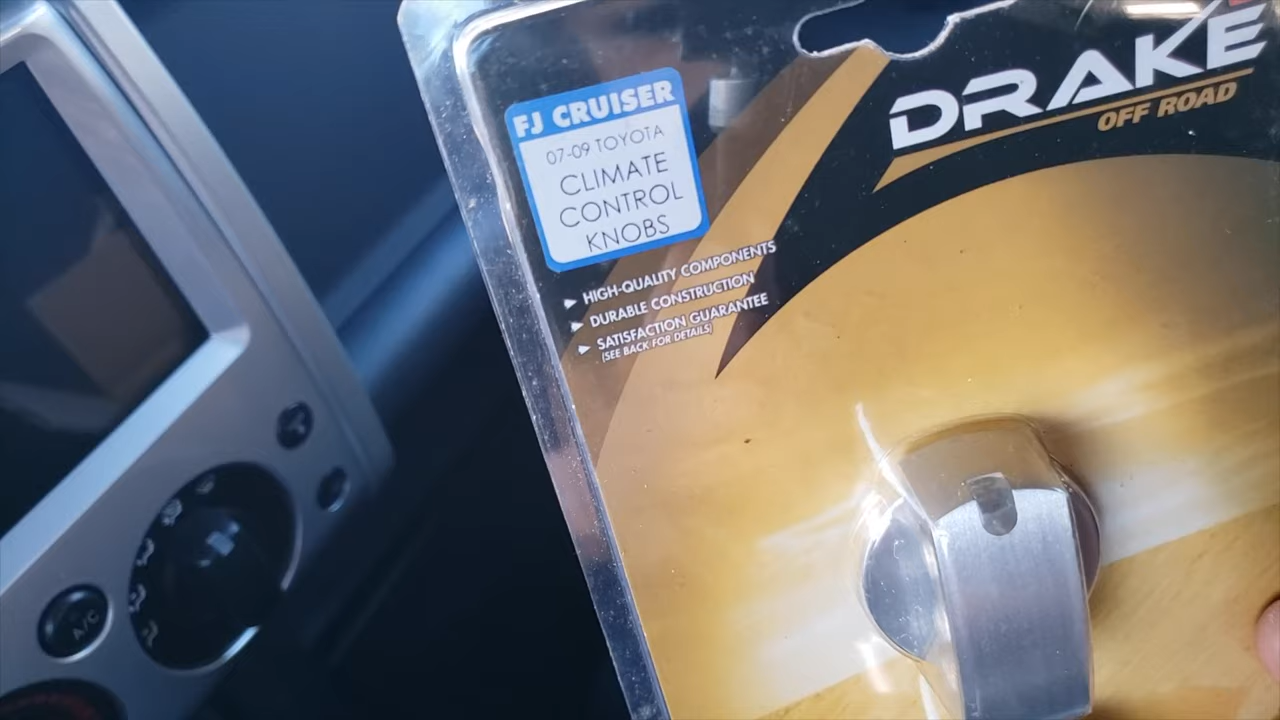 DRAKE
OFF ROAD
FJ CRUISER
07-09 TOYOTA
CLIMATE
CONTROL
KNOBS
HIGH-QUALITY COMPONENTS
DURABLE CONSTRUCTION
SATISFACTION GUARANTEE
(SEE BACK FOR DETAILS)
A/C